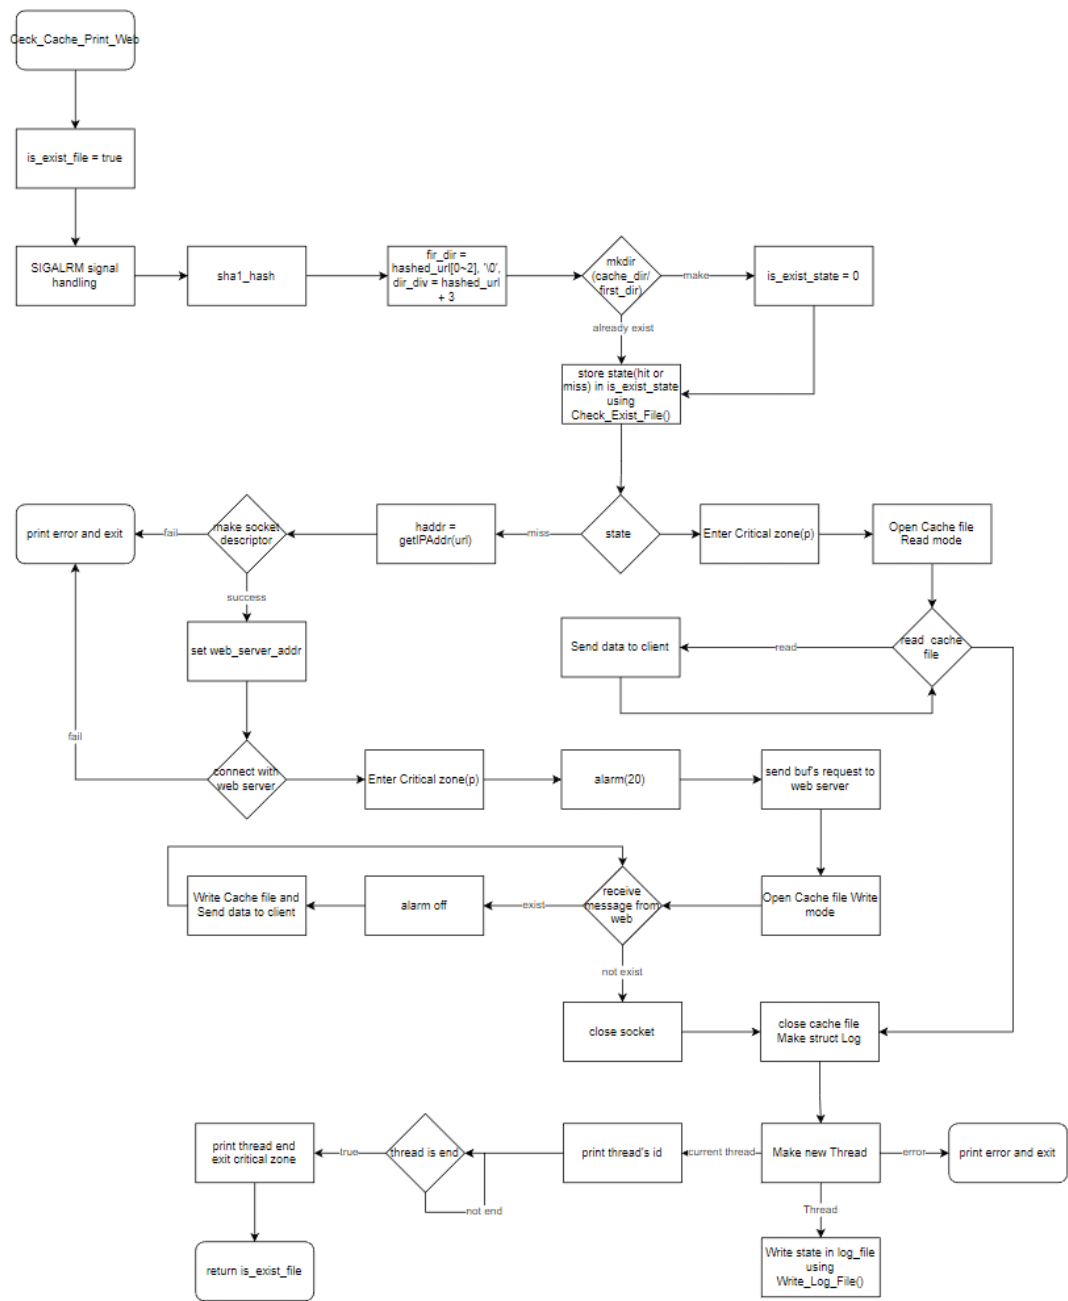 Ceck_Cache_Print_Web
is_exist_file = true
SIGALRM signal
handling
sha1_hash
fir_dir =
hashed_url[0~2], '\0',
dir_div = hashed_url
+ 3
mkdir
(cache_dir/
first_dir)
make
is_exist_state = 0
already exist
store state(hit or
miss) in is_exist_state
using
Check_Exist_File()
print error and exit
fail
make socket
descriptor
haddr =
getIPAddr(url)
miss
state
Enter Critical zone(p)
Open Cache file
Read mode
success
set web_server_addr
Send data to client
read
read cache
file
fail
connect with
web server
Enter Critical zone(p)
alarm(20)
send buf's request to
web server
Write Cache file and
Send data to client
alarm off
exist
receive
message from
web
Open Cache file Write
mode
not exist
close socket
close cache file
Make struct Log
print thread end
exit critical zone
true
thread is end
not end
print thread's id
current thread
Make new Thread
error
print error and exit
Thread
return is_exist_file
Write state in log_file
using
Write_Log_File()